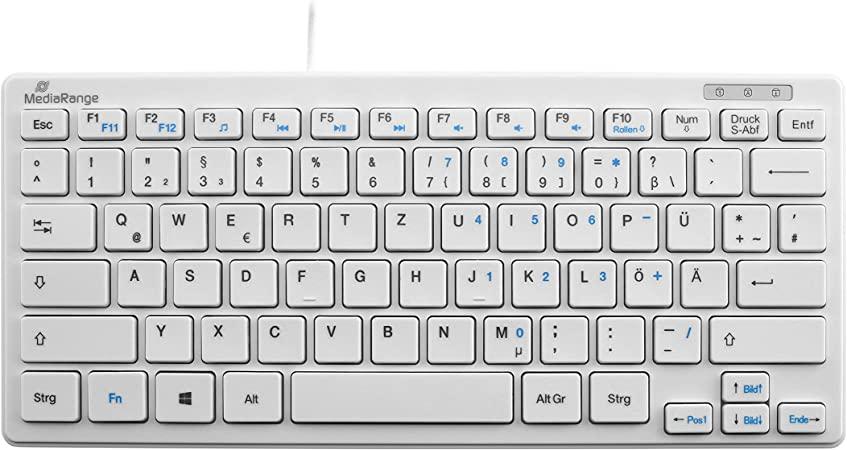 MediaRange
Esc F1 F11 F2 F12 F3 F4 F5 F6 F7 F8 F9 F10 Rollen Num Druck S-Abf Entf
° ! " § $ % & / 7 ( 8 ) 9 = * ? `
^ 1 2 ² 3 ³ 4 5 6 7 { 8 [ 9 ] 0 } ß \ ´
Q @ W E € R T Z U 4 I 5 O 6 P − Ü * + ~ ' #
A S D F G H J 1 K 2 L 3 Ö + Ä
Y X C V B N M 0 µ ; , : . _ - /
Strg Fn Alt Alt Gr Strg ↑ Bild↑
← Pos1 ↓ Bild↓ Ende→